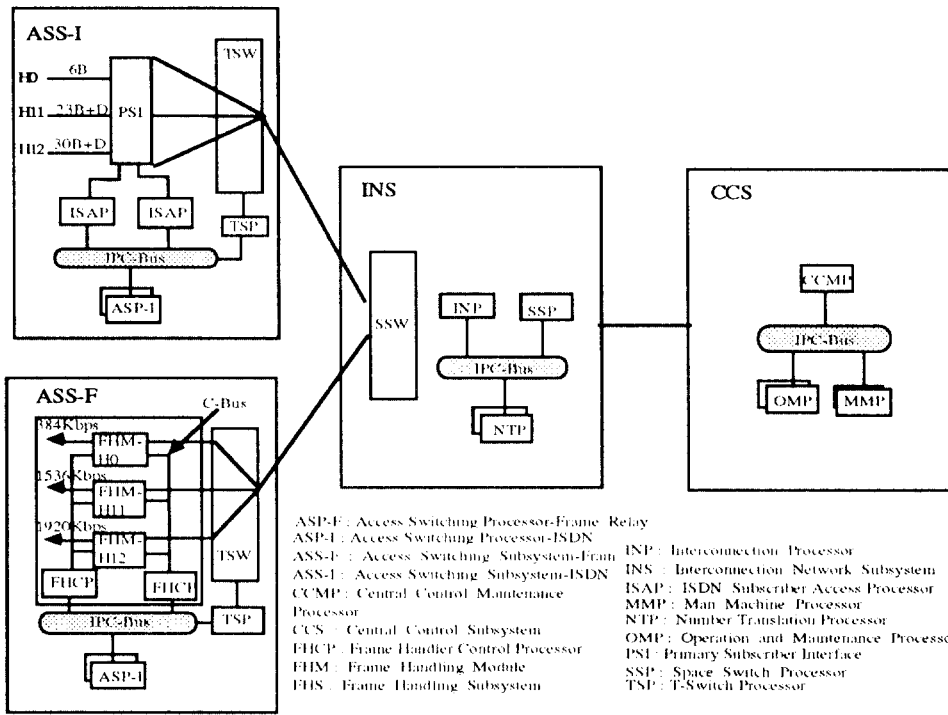 ASS-I
TSW
H0
6B
H11
23B+D
PSI
H12
30B+D
ISAP
ISAP
TSP
IPC-Bus
ASP-I
INS
SSW
INP
SSP
IPC-Bus
NTP
CCS
CCMP
IPC-Bus
OMP
MMP
ASS-F
C-Bus
384Kbps
FHM-
H0
1536Kbps
FHM-
H11
1920Kbps
FHM-
H12
TSW
FHCP
FHCP
IPC-Bus
TSP
ASP-I
ASP-F : Access Switching Processor-Frame Relay
ASP-I : Access Switching Processor-ISDN
ASS-F : Access Switching Subsystem-Fram
ASS-I : Access Switching Subsystem-ISDN
CCMP : Central Control Maintenance
Processor
CCS : Central Control Subsystem
FHCP : Frame Handler Control Processor
FHM : Frame Handling Module
FHS : Frame Handling Subsystem
INP : Interconnection Processor
INS : Interconnection Network Subsystem
ISAP : ISDN Subscriber Access Processor
MMP : Man Machine Processor
NTP : Number Translation Processor
OMP : Operation and Maintenance Processo
PSI : Primary Subscriber Interface
SSP : Space Switch Processor
TSP : T-Switch Processor